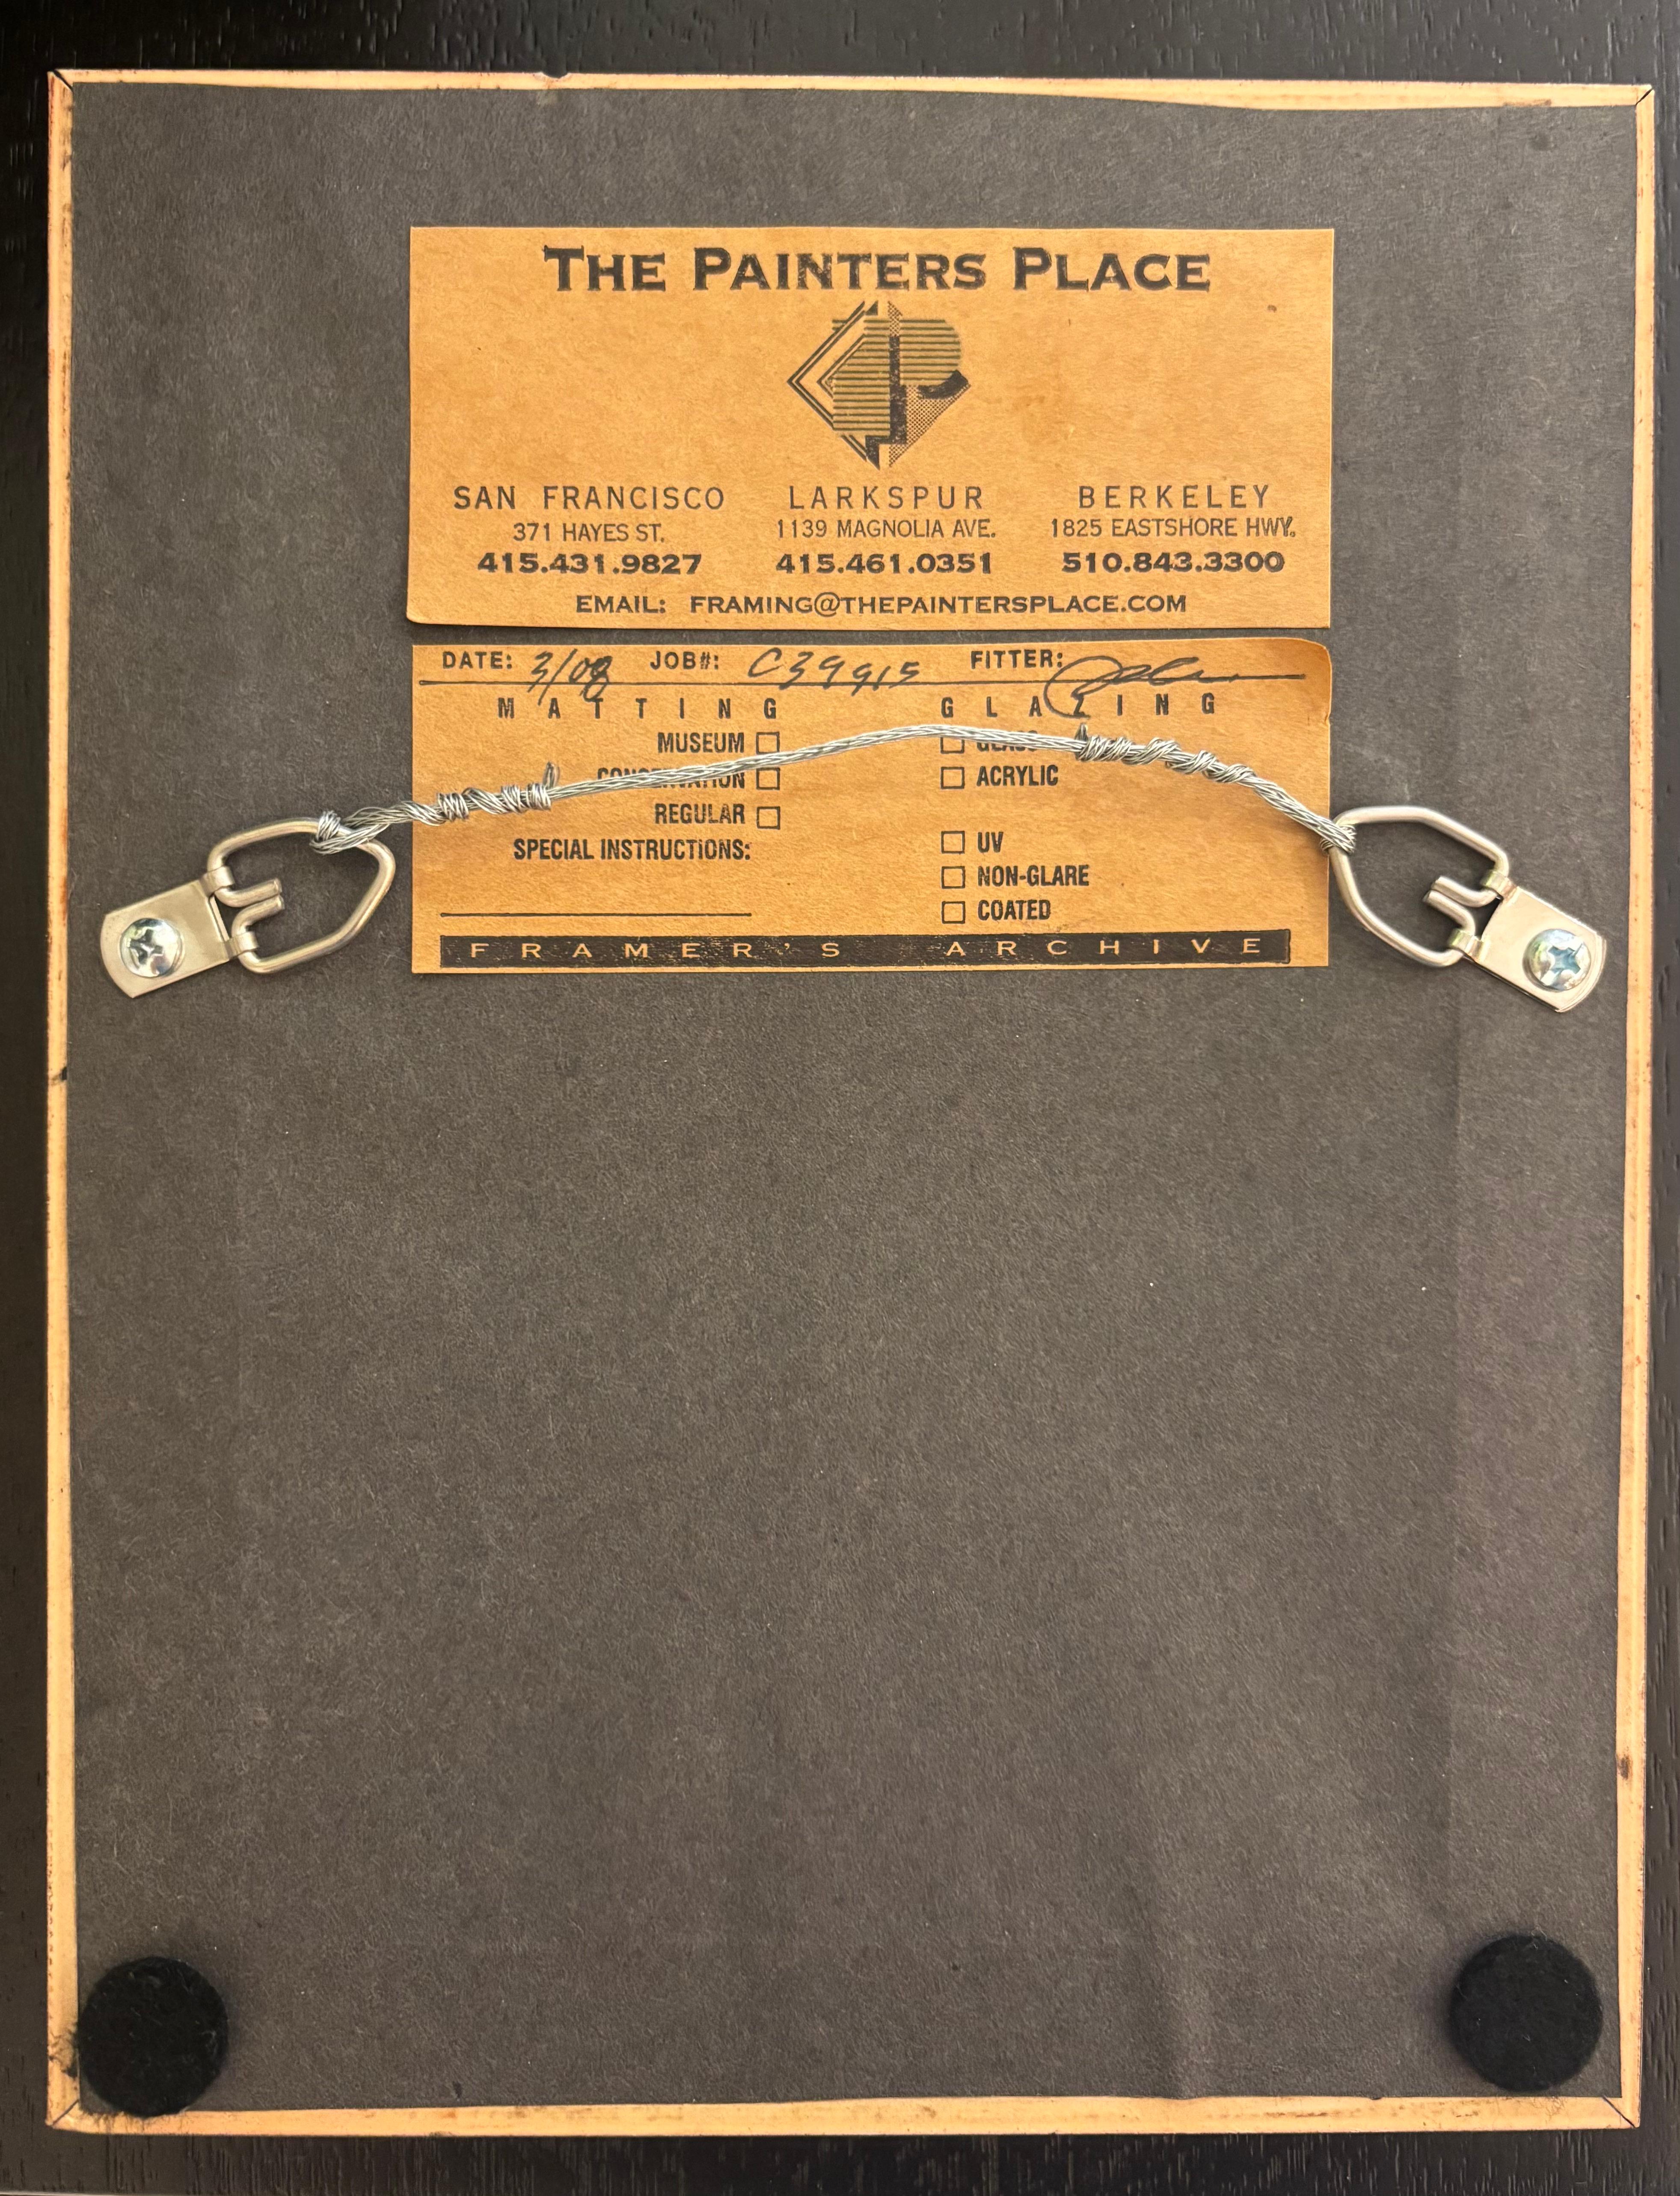 THE PAINTERS PLACE
SAN FRANCISCO LARKSPUR BERKELEY
371 HAYES ST. 1139 MAGNOLIA AVE. 1825 EASTSHORE HWY.
415.431.9827 415.461.0351 510.843.3300
EMAIL: FRAMING@THEPAINTERSPLACE.COM
DATE: 3/08 JOB#: C39915 FITTER:
MATTING GLAZING
MUSEUM GLASS
CONSERVATION ACRYLIC
REGULAR
SPECIAL INSTRUCTIONS: UV
NON-GLARE
COATED
FRAMER'S ARCHIVE